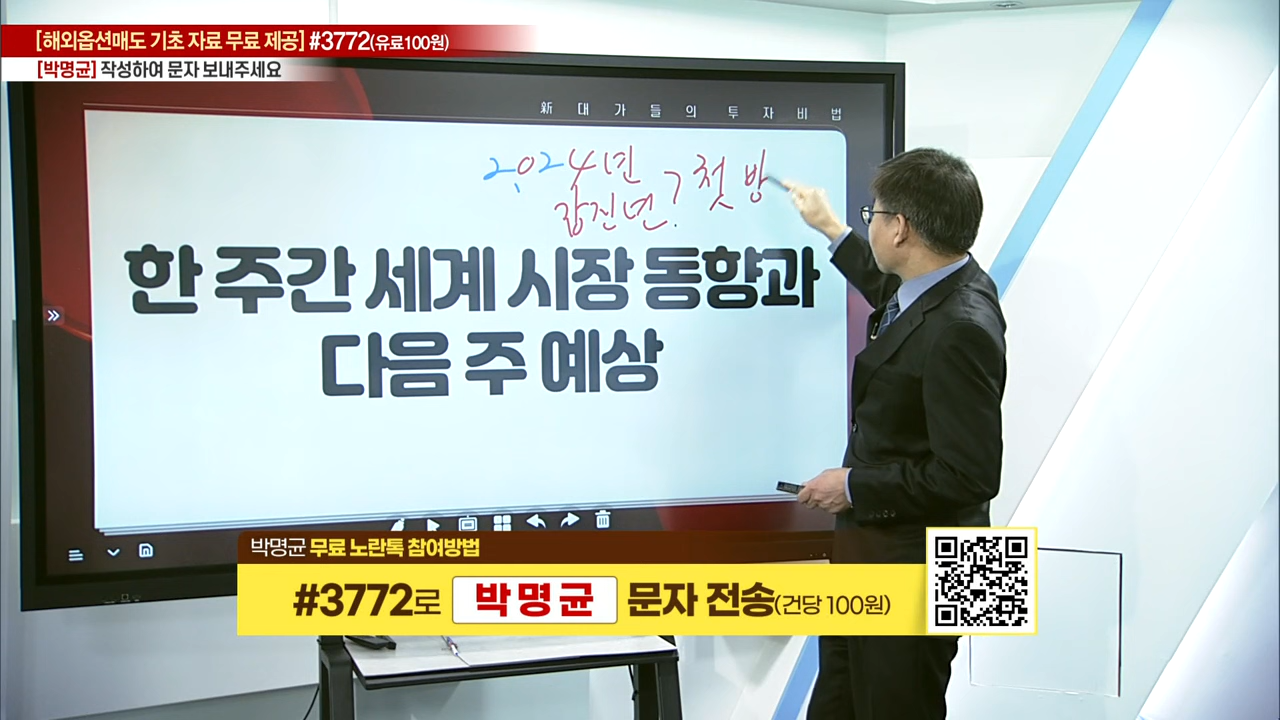 [해외옵션매도 기초 자료 무료 제공] #3772(유료100원)
[박명균] 작성하여 문자 보내주세요
新 대가들의 투자비법
2,024년 첫 방
갑진년?
한 주간 세계 시장 동향과
다음 주 예상
박명균 무료 노란톡 참여방법
#3772로 박명균 문자 전송(건당 100원)